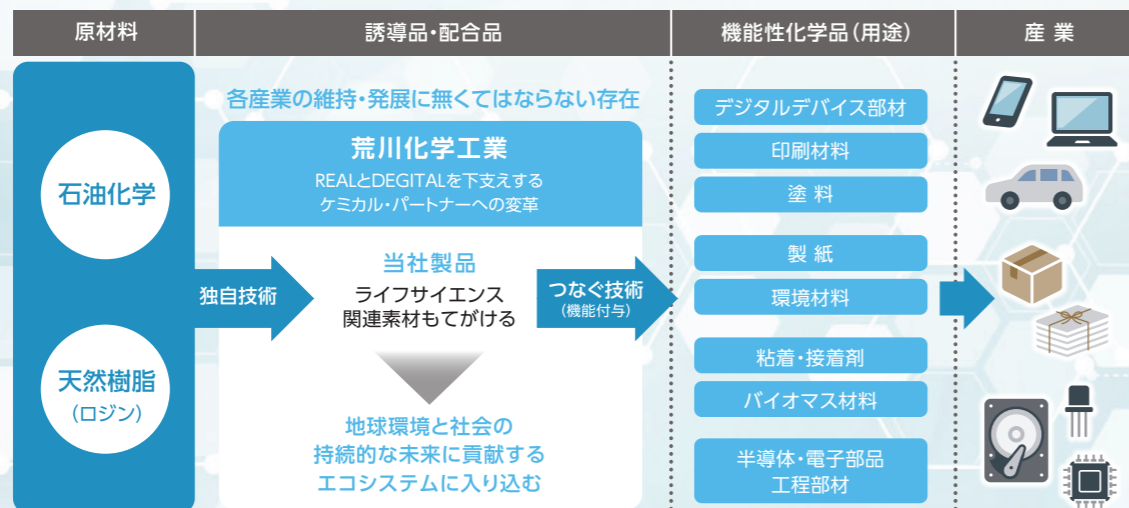 原材料
誘導品・配合品
機能性化学品(用途)
産 業
石油化学
天然樹脂
(ロジン)
独自技術
各産業の維持・発展に無くてはならない存在
荒川化学工業
REALとDEGITALを下支えする
ケミカル・パートナーへの変革
当社製品
ライフサイエンス
関連素材もてがける
地球環境と社会の
持続的な未来に貢献する
エコシステムに入り込む
つなぐ技術
(機能付与)
デジタルデバイス部材
印刷材料
塗 料
製 紙
環境材料
粘着・接着剤
バイオマス材料
半導体・電子部品
工程部材